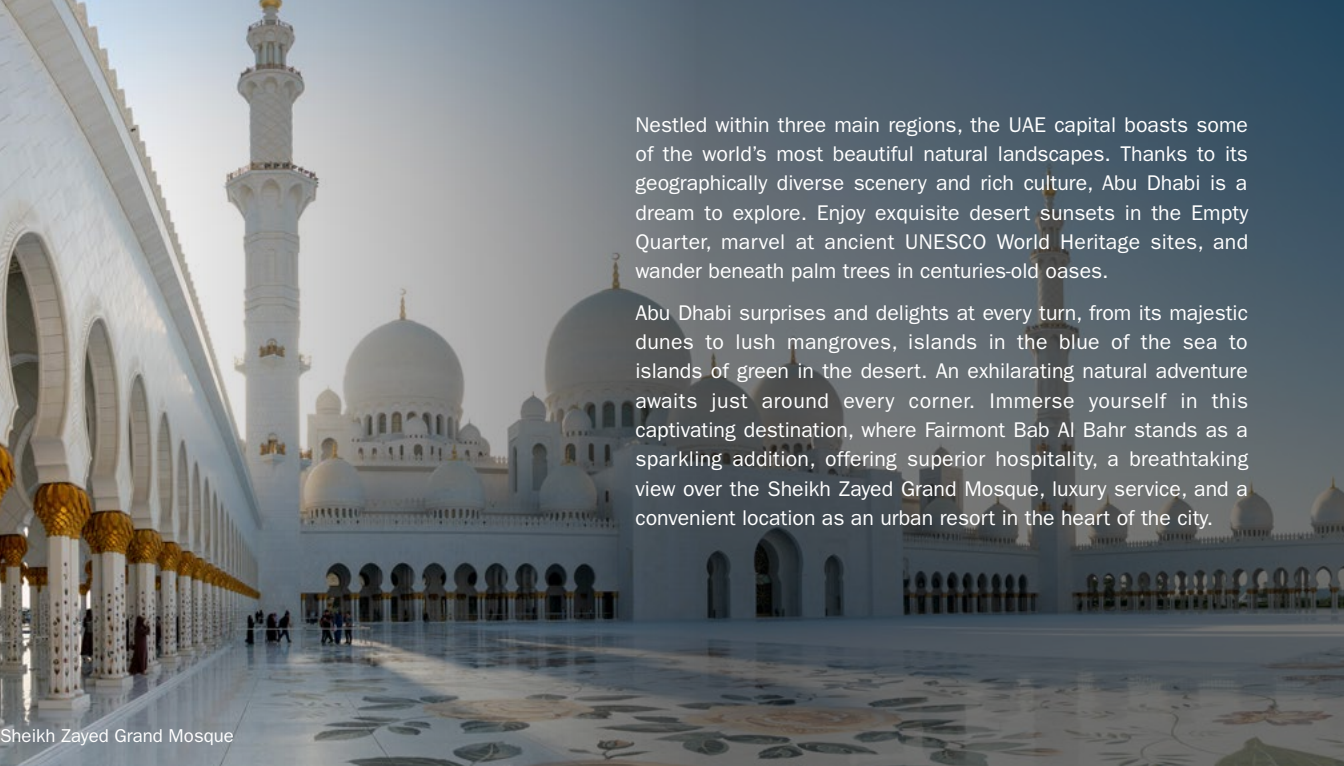 Nestled within three main regions, the UAE capital boasts some
of the world’s most beautiful natural landscapes. Thanks to its
geographically diverse scenery and rich culture, Abu Dhabi is a
dream to explore. Enjoy exquisite desert sunsets in the Empty
Quarter, marvel at ancient UNESCO World Heritage sites, and
wander beneath palm trees in centuries-old oases.
Abu Dhabi surprises and delights at every turn, from its majestic
dunes to lush mangroves, islands in the blue of the sea to
islands of green in the desert. An exhilarating natural adventure
awaits just around every corner. Immerse yourself in this
captivating destination, where Fairmont Bab Al Bahr stands as a
sparkling addition, offering superior hospitality, a breathtaking
view over the Sheikh Zayed Grand Mosque, luxury service, and a
convenient location as an urban resort in the heart of the city.
Sheikh Zayed Grand Mosque